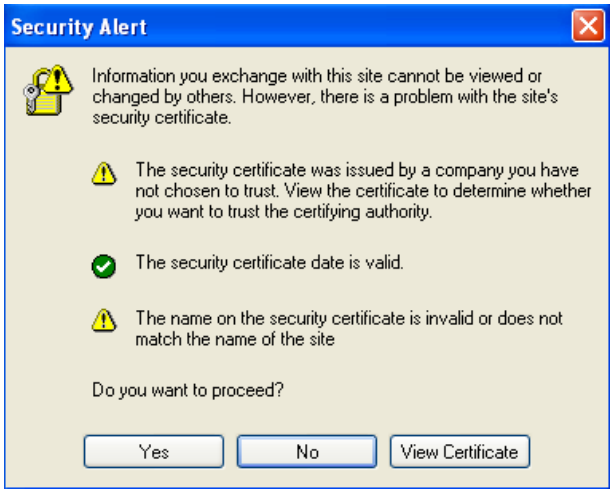 Security Alert
Information you exchange with this site cannot be viewed or
changed by others. However, there is a problem with the site's
security certificate.
The security certificate was issued by a company you have
not chosen to trust. View the certificate to determine whether
you want to trust the certifying authority.
The security certificate date is valid.
The name on the security certificate is invalid or does not
match the name of the site
Do you want to proceed?
Yes No View Certificate